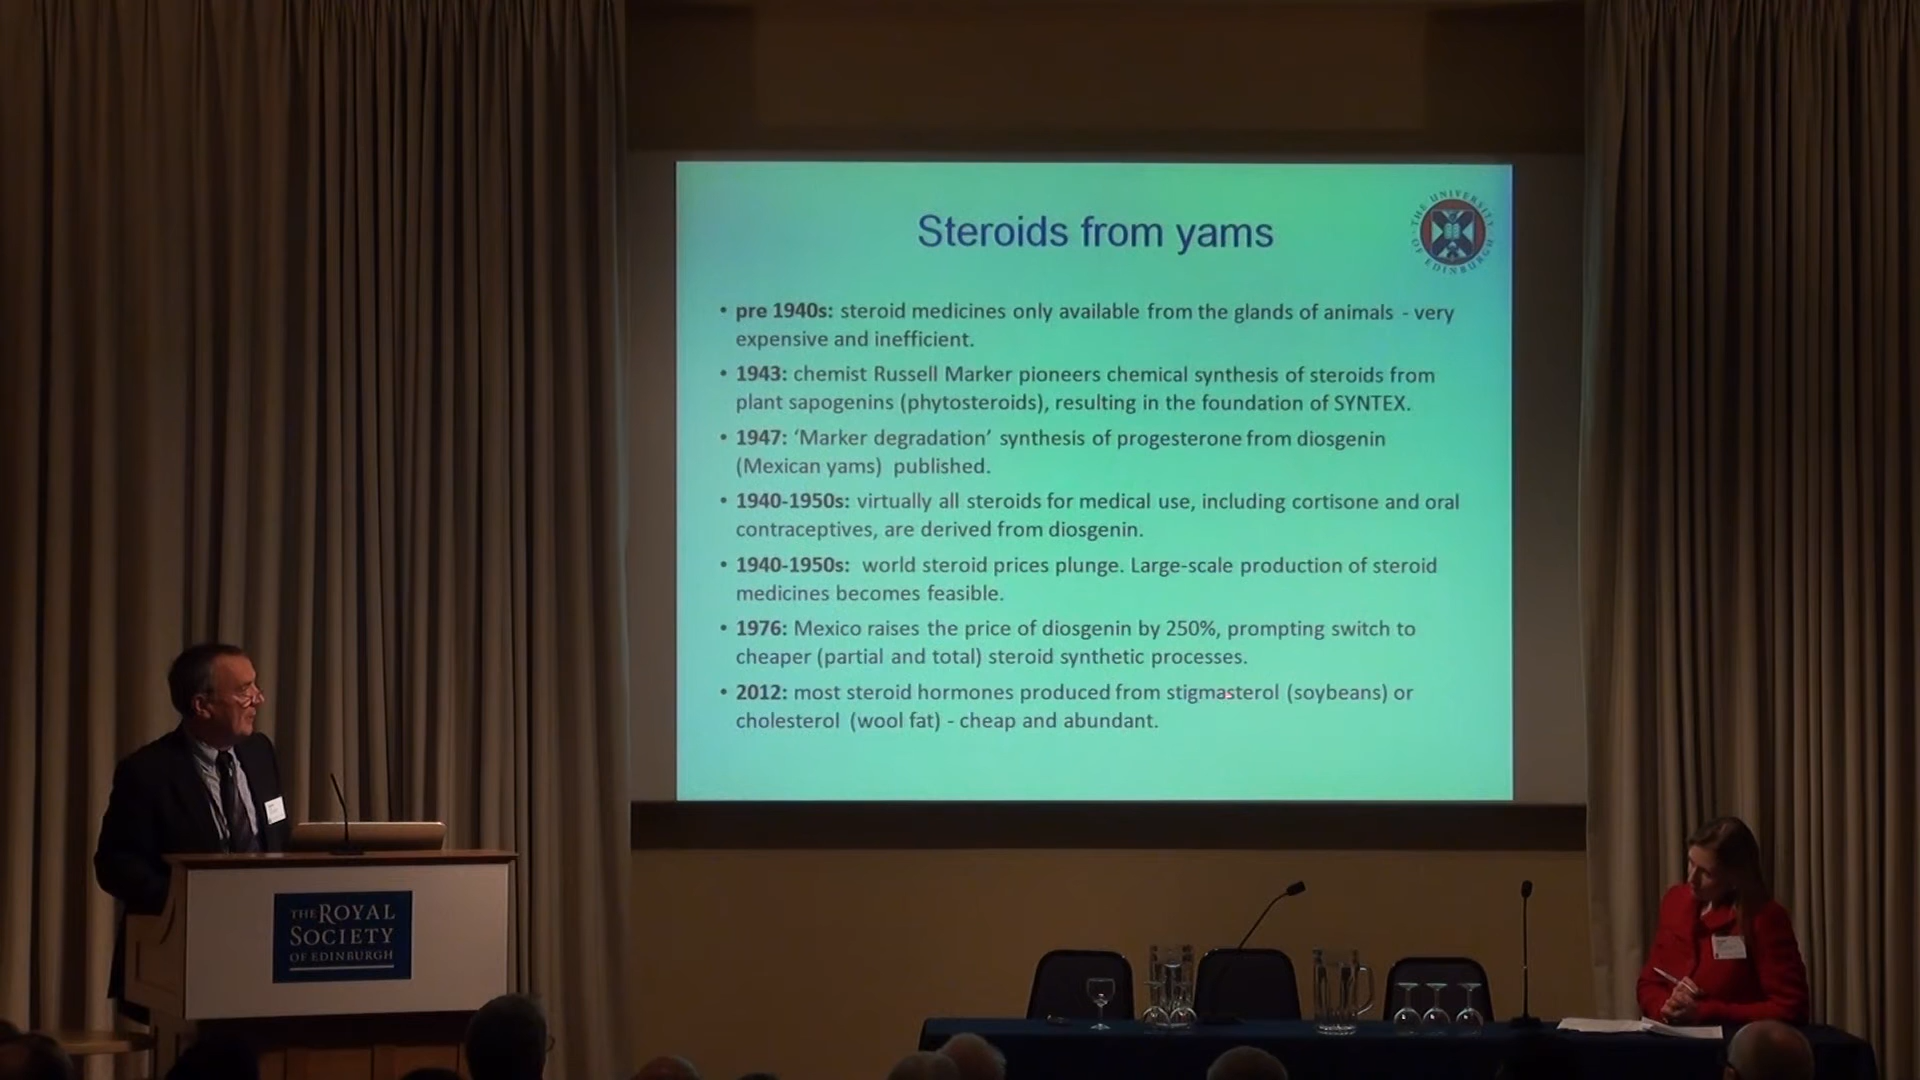 Steroids from yams
THE UNIVERSITY OF EDINBURGH
• pre 1940s: steroid medicines only available from the glands of animals - very
expensive and inefficient.
• 1943: chemist Russell Marker pioneers chemical synthesis of steroids from
plant sapogenins (phytosteroids), resulting in the foundation of SYNTEX.
• 1947: ‘Marker degradation’ synthesis of progesterone from diosgenin
(Mexican yams) published.
• 1940-1950s: virtually all steroids for medical use, including cortisone and oral
contraceptives, are derived from diosgenin.
• 1940-1950s: world steroid prices plunge. Large-scale production of steroid
medicines becomes feasible.
• 1976: Mexico raises the price of diosgenin by 250%, prompting switch to
cheaper (partial and total) steroid synthetic processes.
• 2012: most steroid hormones produced from stigmasterol (soybeans) or
cholesterol (wool fat) - cheap and abundant.
THE ROYAL
SOCIETY
OF EDINBURGH